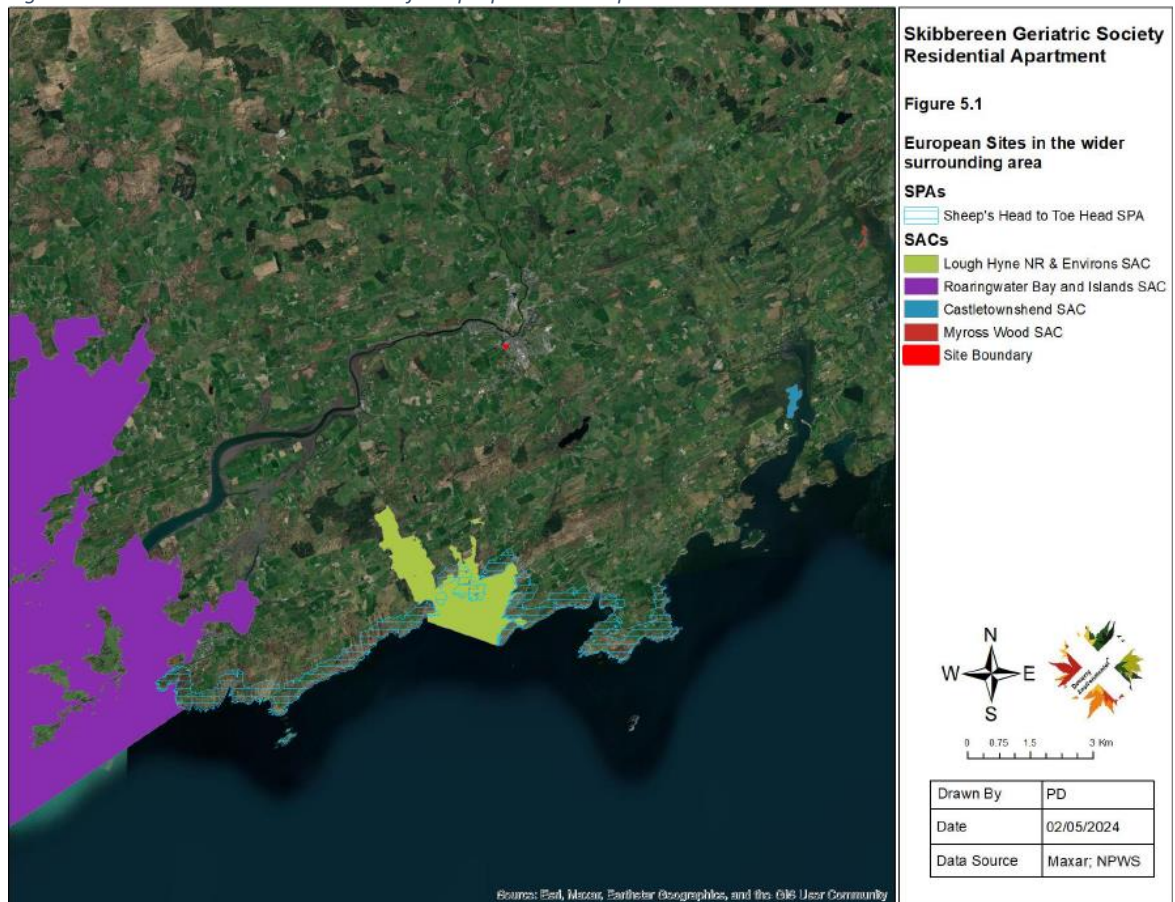 Skibbereen Geriatric Society
Residential Apartment
Figure 5.1
European Sites in the wider
surrounding area
SPAs
Sheep's Head to Toe Head SPA
SACs
Lough Hyne NR & Environs SAC
Roaringwater Bay and Islands SAC
Castletownshend SAC
Myross Wood SAC
Site Boundary
N
W E
S
0 0.75 1.5 3 Km
Drawn By PD
Date 02/05/2024
Data Source Maxar; NPWS
Source: Esri, Maxar, Earthstar Geographics, and the GIS User Community